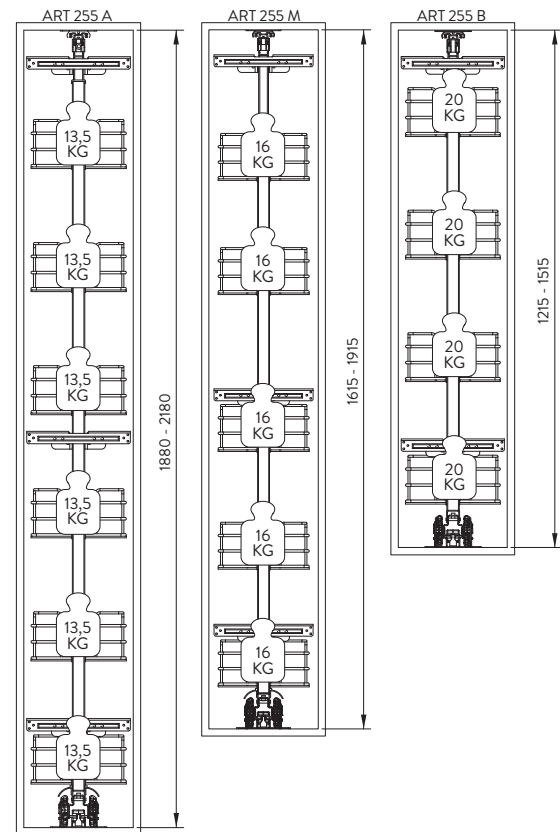 ART 255 A
13,5
KG
13,5
KG
13,5
KG
13,5
KG
13,5
KG
13,5
KG
1880 - 2180
ART 255 M
16
KG
16
KG
16
KG
16
KG
16
KG
1615 - 1915
ART 255 B
20
KG
20
KG
20
KG
20
KG
1215 - 1515